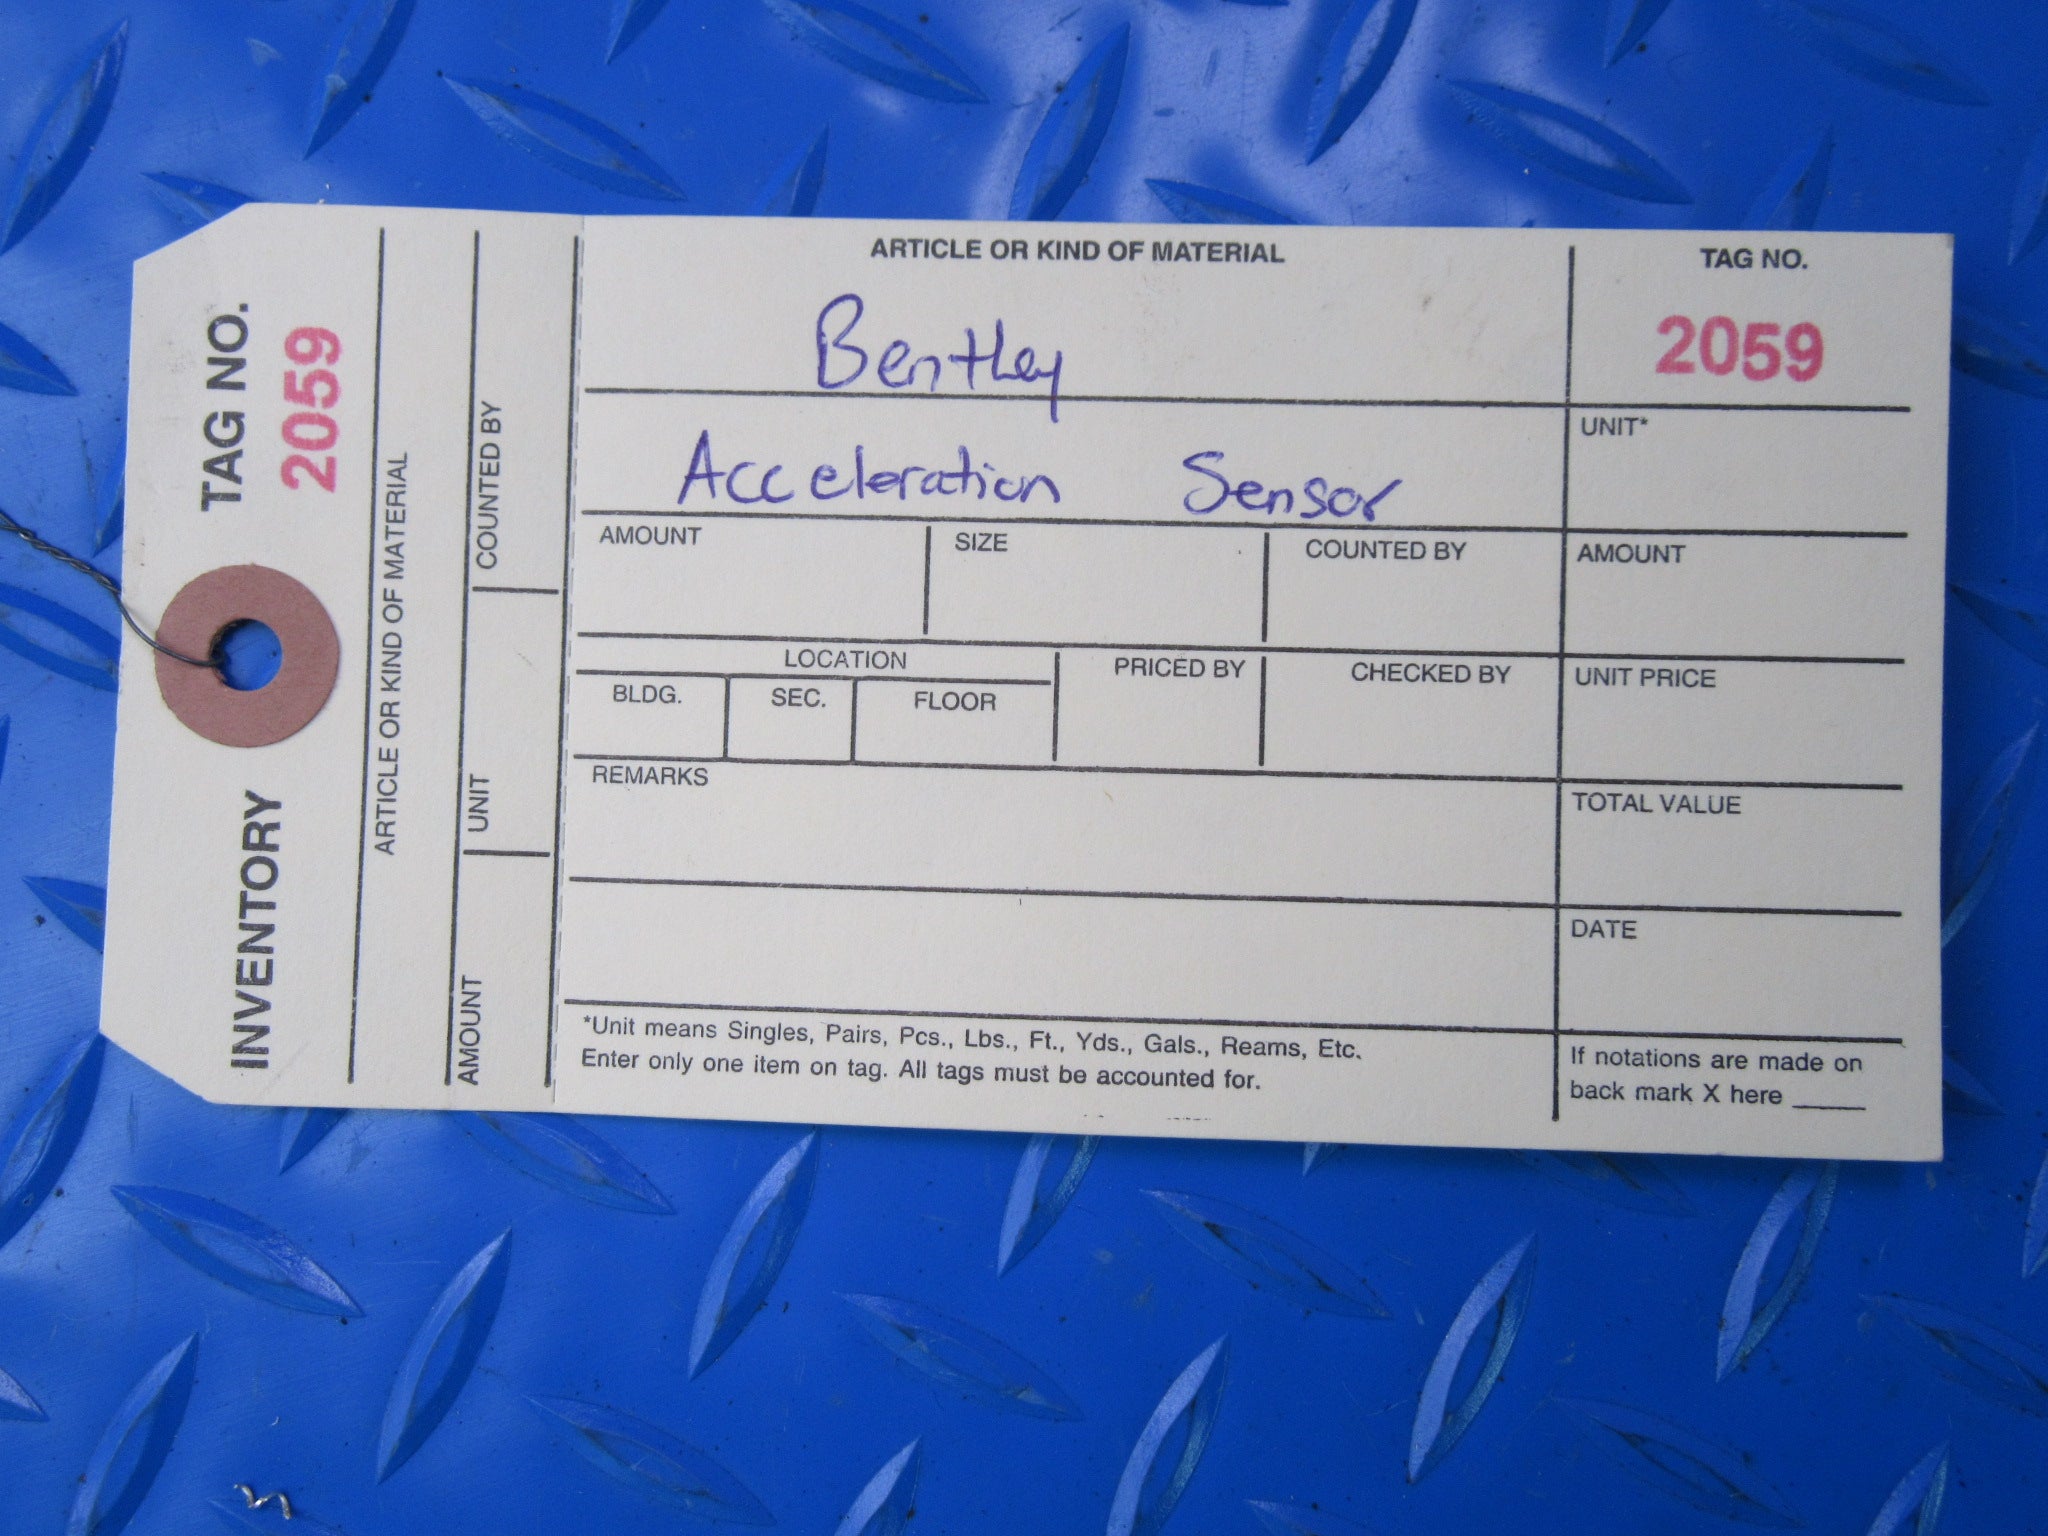 INVENTORY TAG NO.
2059
ARTICLE OR KIND OF MATERIAL
AMOUNT UNIT COUNTED BY
ARTICLE OR KIND OF MATERIAL
Bentley
Acceleration Sensor
TAG NO.
2059
UNIT*
AMOUNT SIZE COUNTED BY AMOUNT
LOCATION PRICED BY CHECKED BY UNIT PRICE
BLDG. SEC. FLOOR
REMARKS TOTAL VALUE
DATE
*Unit means Singles, Pairs, Pcs., Lbs., Ft., Yds., Gals., Reams, Etc.
Enter only one item on tag. All tags must be accounted for.
If notations are made on
back mark X here _____